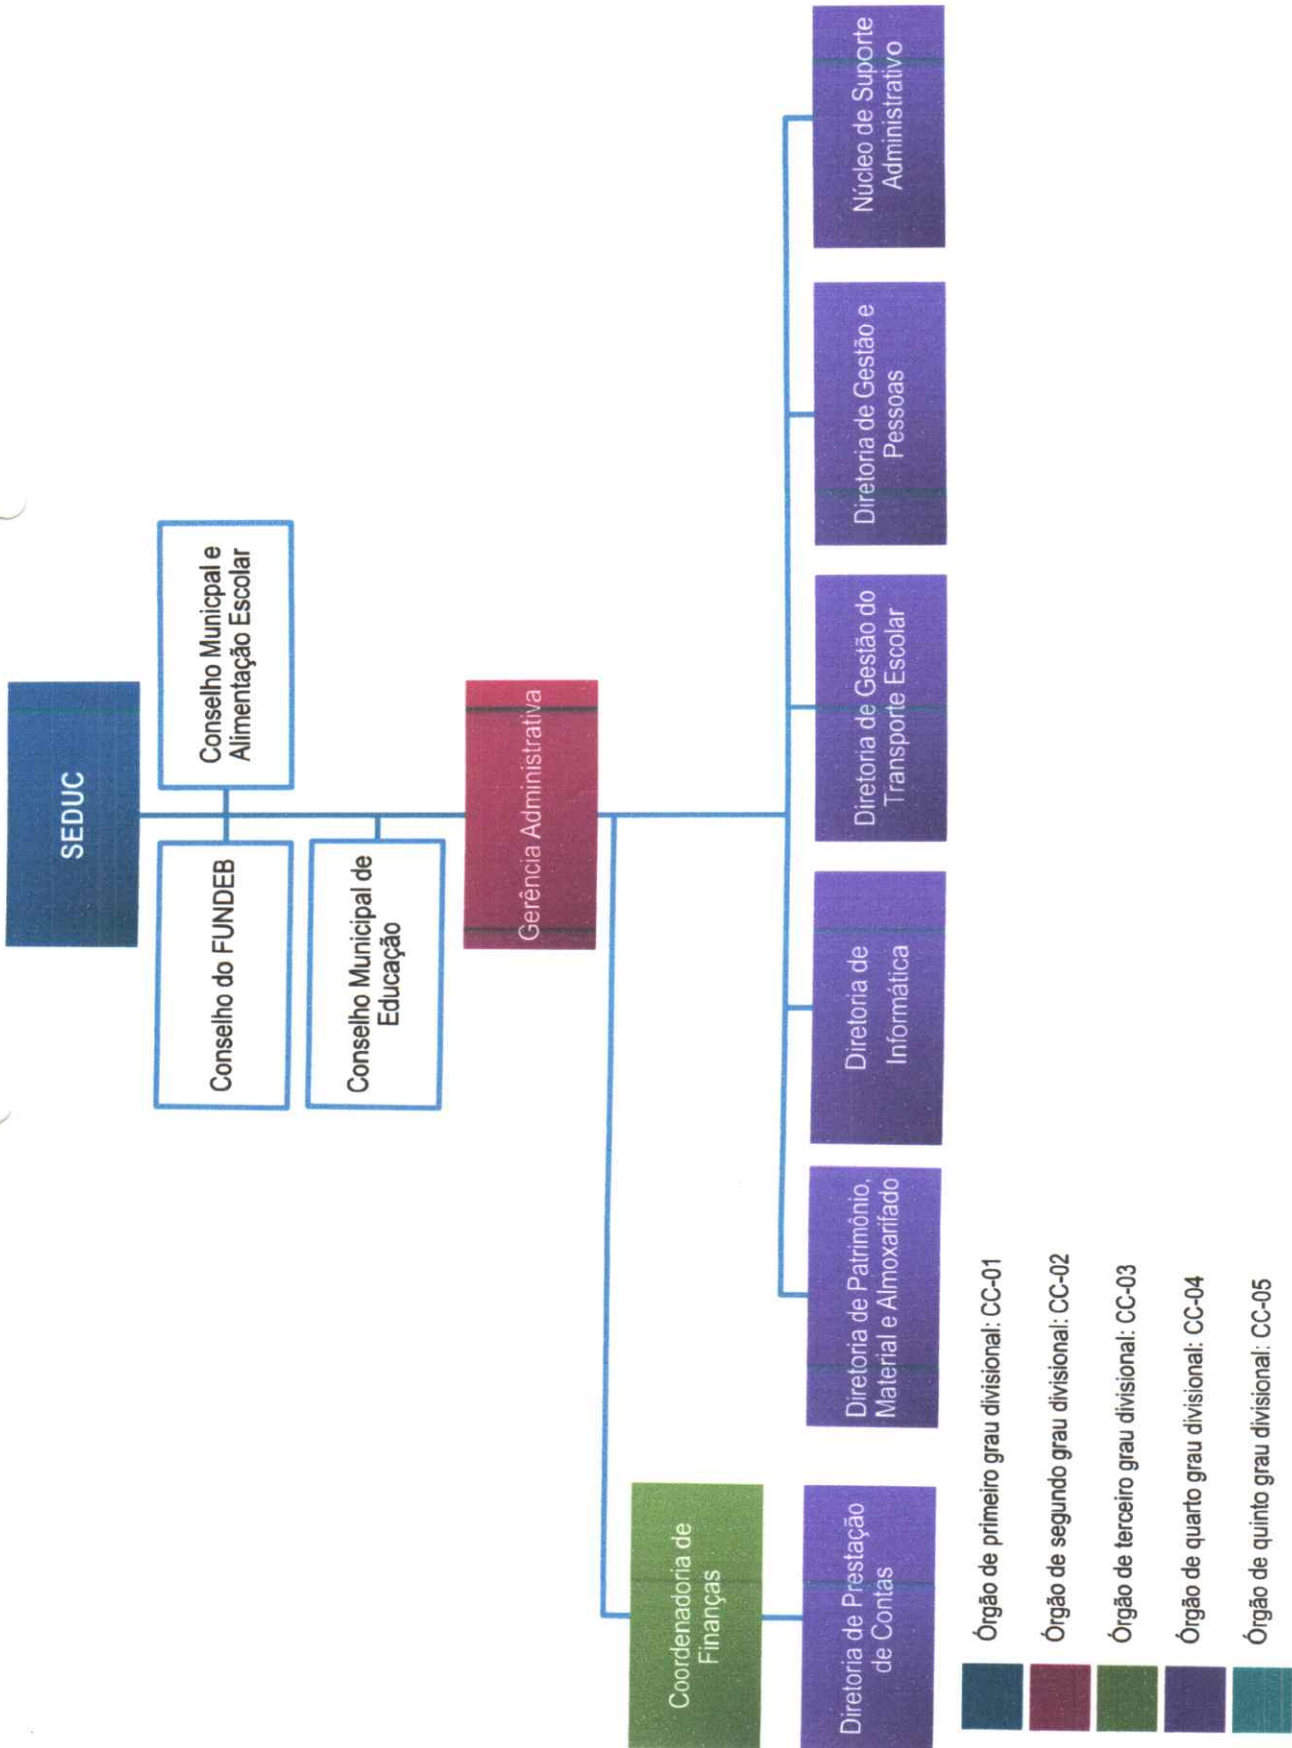 SEDUC
Conselho do FUNDEB
Conselho Municpal e
Alimentação Escolar
Conselho Municipal de
Educação
Gerência Administrativa
Coordenadoria de
Finanças
Diretoria de Prestação
de Contas
Diretoria de Patrimônio,
Material e Almoxarifado
Diretoria de
Informática
Diretoria de Gestão do
Transporte Escolar
Diretoria de Gestão e
Pessoas
Núcleo de Suporte
Administrativo
Órgão de primeiro grau divisional: CC-01
Órgão de segundo grau divisional: CC-02
Órgão de terceiro grau divisional: CC-03
Órgão de quarto grau divisional: CC-04
Órgão de quinto grau divisional: CC-05